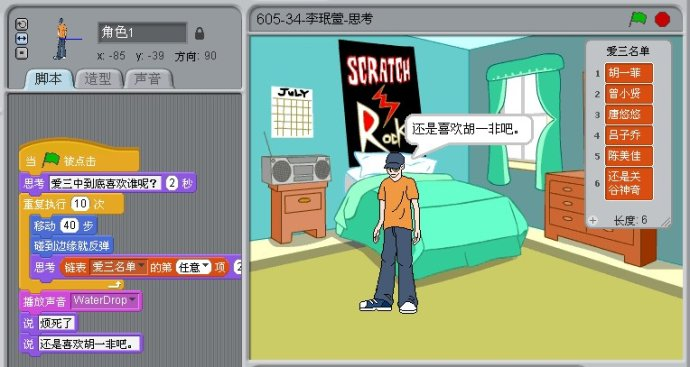 角色1
x: -85 y: -39 方向: 90
脚本 造型 声音
当 被点击
思考 爱三中到底喜欢谁呢? 2 秒
重复执行 10 次
移动 40 步
碰到边缘就反弹
思考 链表 爱三名单 的第 任意 项 2
播放声音 WaterDrop
说 烦死了
说 还是喜欢胡一非吧。
605-34-李珉萱-思考
JULY
SCRATCH
Rock
还是喜欢胡一非吧。
爱三名单
1 胡一菲
2 曾小贤
3 唐悠悠
4 吕子乔
5 陈美佳
6 还是关
谷神奇
+ 长度: 6